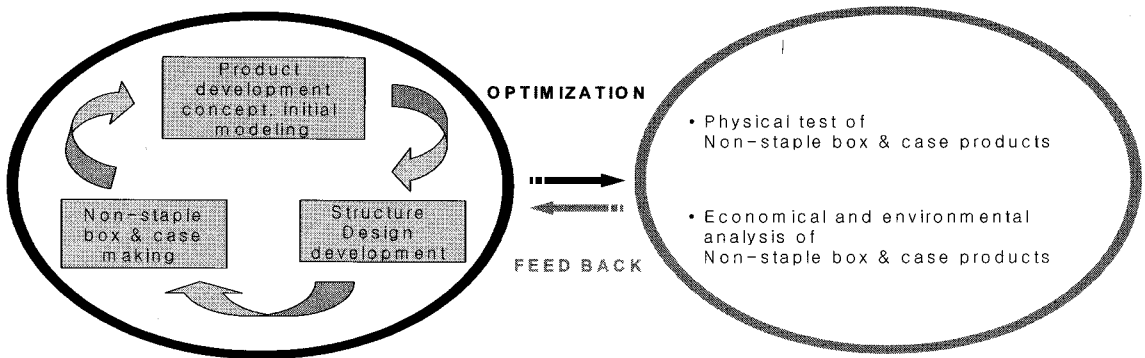 Product
development
concept, initial
modeling
Non-staple
box & case
making
Structure
Design
development
OPTIMIZATION
FEED BACK
• Physical test of
Non-staple box & case products
• Economical and environmental
analysis of
Non-staple box & case products